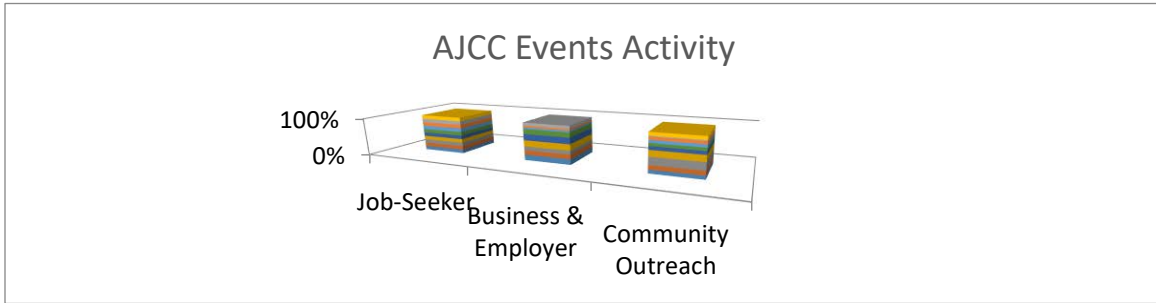 AJCC Events Activity
100%
0%
Job-Seeker
Business &
Employer
Community
Outreach